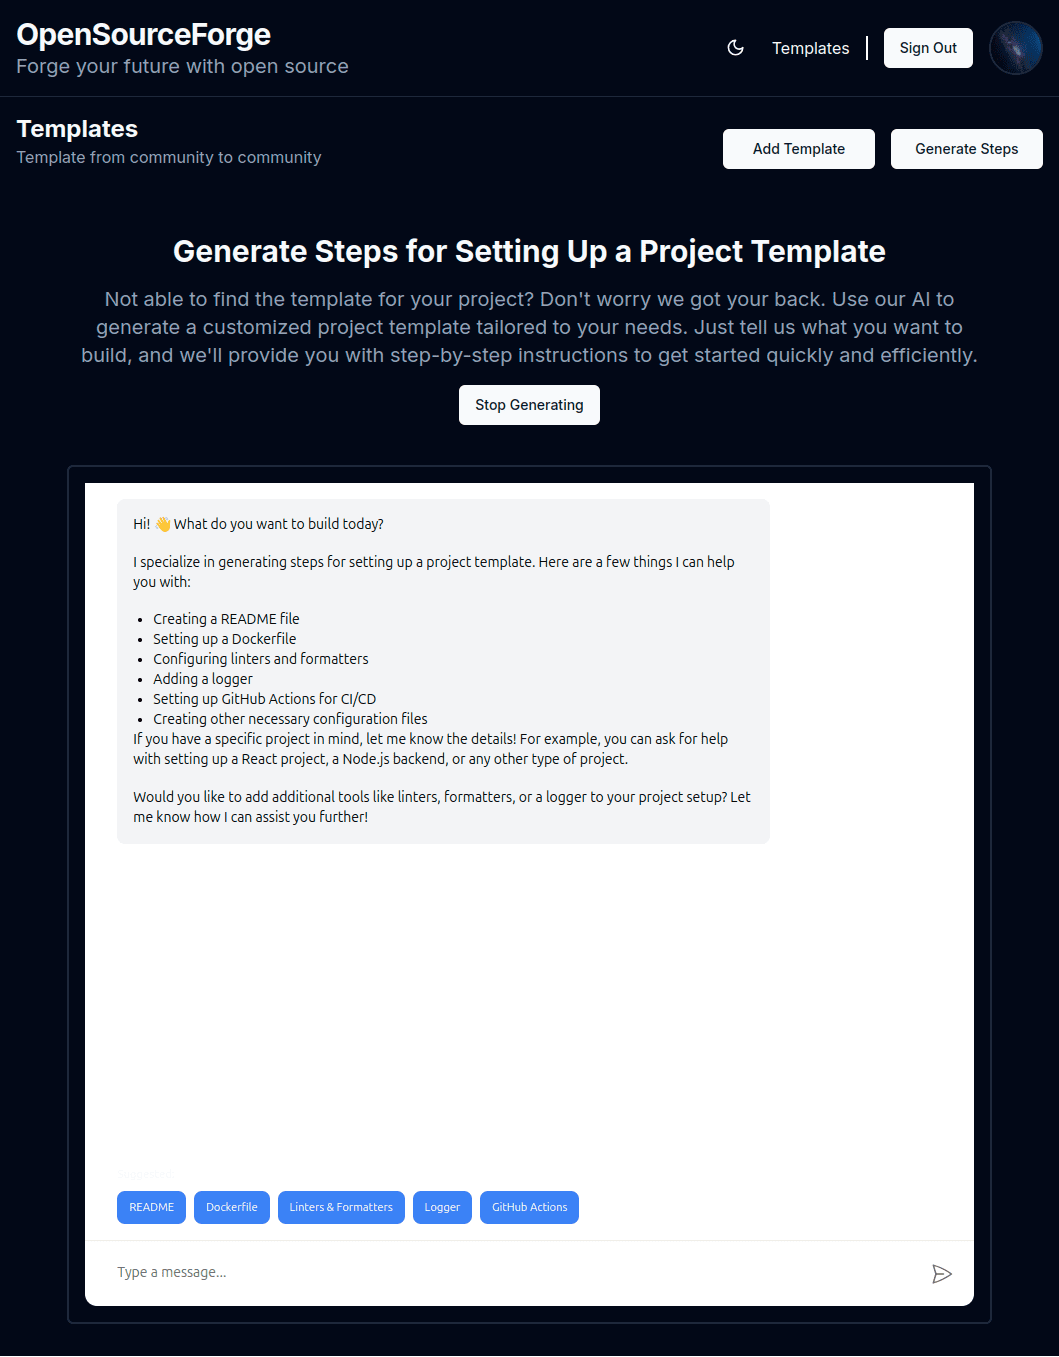 OpenSourceForge
Forge your future with open source
Templates
Sign Out
Templates
Template from community to community
Add Template
Generate Steps
Generate Steps for Setting Up a Project Template
Not able to find the template for your project? Don't worry we got your back. Use our AI to
generate a customized project template tailored to your needs. Just tell us what you want to
build, and we'll provide you with step-by-step instructions to get started quickly and efficiently.
Stop Generating
Hi! 👋 What do you want to build today?
I specialize in generating steps for setting up a project template. Here are a few things I can help
you with:
• Creating a README file
• Setting up a Dockerfile
• Configuring linters and formatters
• Adding a logger
• Setting up GitHub Actions for CI/CD
• Creating other necessary configuration files
If you have a specific project in mind, let me know the details! For example, you can ask for help
with setting up a React project, a Node.js backend, or any other type of project.
Would you like to add additional tools like linters, formatters, or a logger to your project setup? Let
me know how I can assist you further!
README
Dockerfile
Linters & Formatters
Logger
GitHub Actions
Type a message...